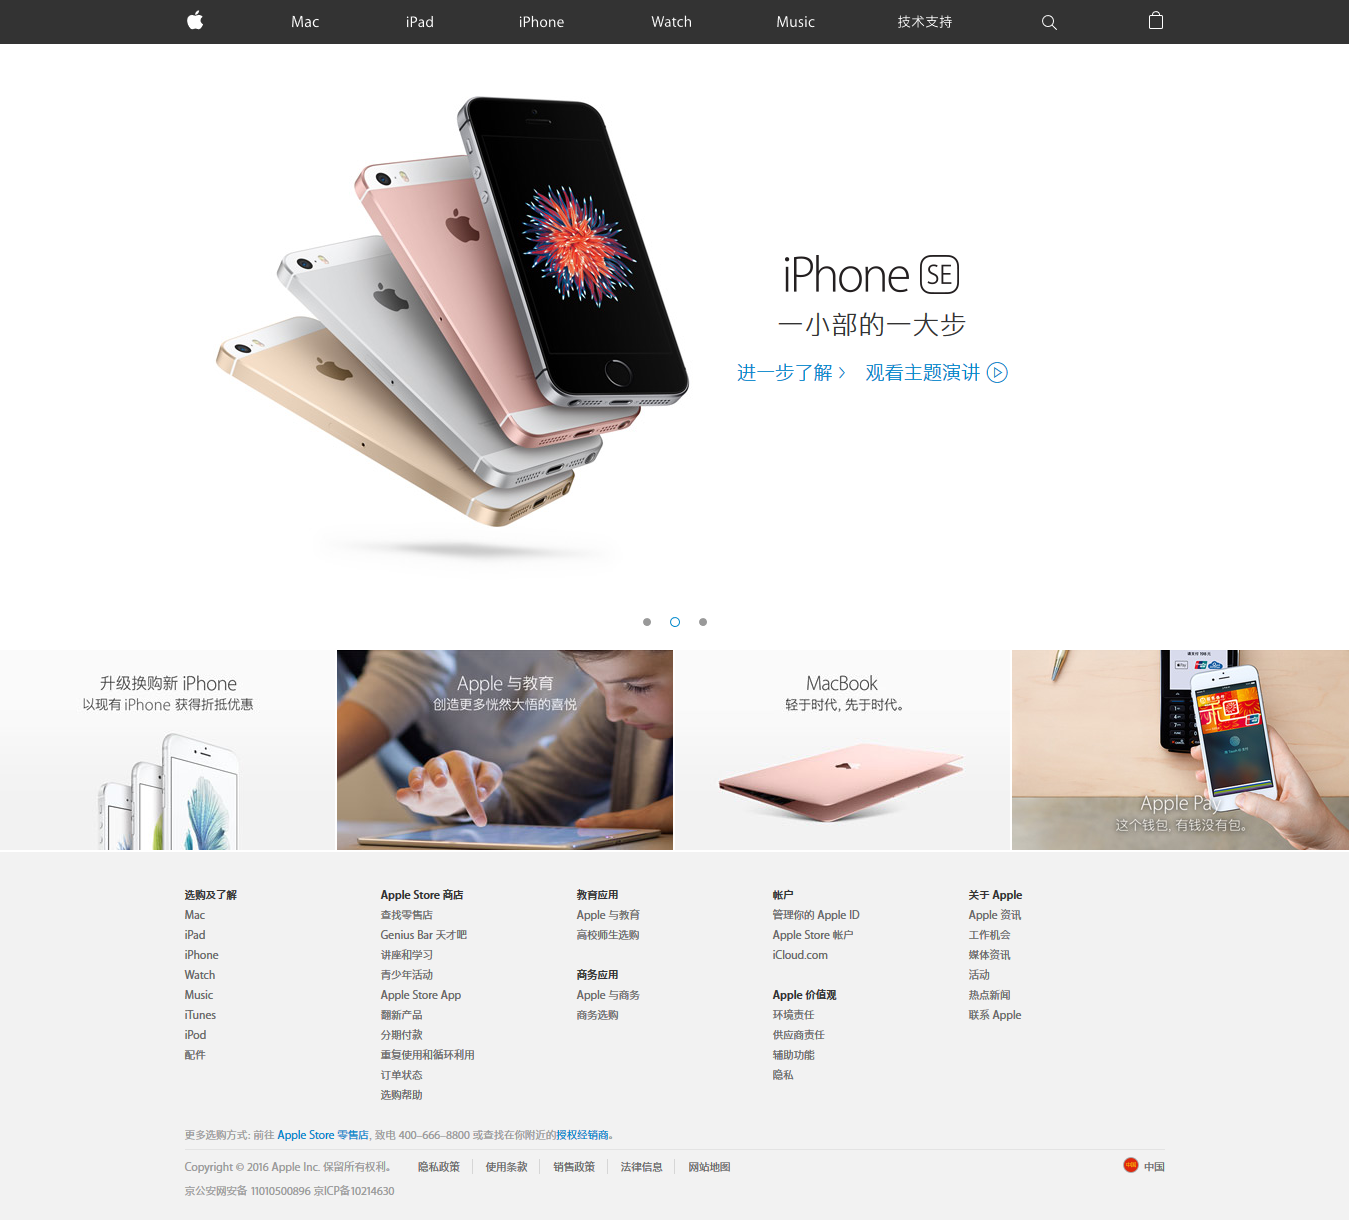 Mac iPad iPhone Watch Music 技术支持
iPhone SE
一小部的一大步
进一步了解 观看主题演讲
升级换购新 iPhone
以现有 iPhone 获得折抵优惠
Apple 与教育
创造更多恍然大悟的喜悦
MacBook
轻于时代, 先于时代。
Apple Pay
这个钱包, 有钱没有包。
选购及了解
Mac
iPad
iPhone
Watch
Music
iTunes
iPod
配件
Apple Store 商店
查找零售店
Genius Bar 天才吧
讲座和学习
青少年活动
Apple Store App
翻新产品
分期付款
重复使用和循环利用
订单状态
选购帮助
教育应用
Apple 与教育
高校师生选购
商务应用
Apple 与商务
商务选购
帐户
管理你的 Apple ID
Apple Store 帐户
iCloud.com
Apple 价值观
环境责任
供应商责任
辅助功能
隐私
关于 Apple
Apple 资讯
工作机会
媒体资讯
活动
热点新闻
联系 Apple
更多选购方式: 前往 Apple Store 零售店, 致电 400-666-8800 或查找在你附近的授权经销商。
Copyright © 2016 Apple Inc. 保留所有权利。 隐私政策 使用条款 销售政策 法律信息 网站地图 中国
京公安网安备 11010500896 京ICP备10214630